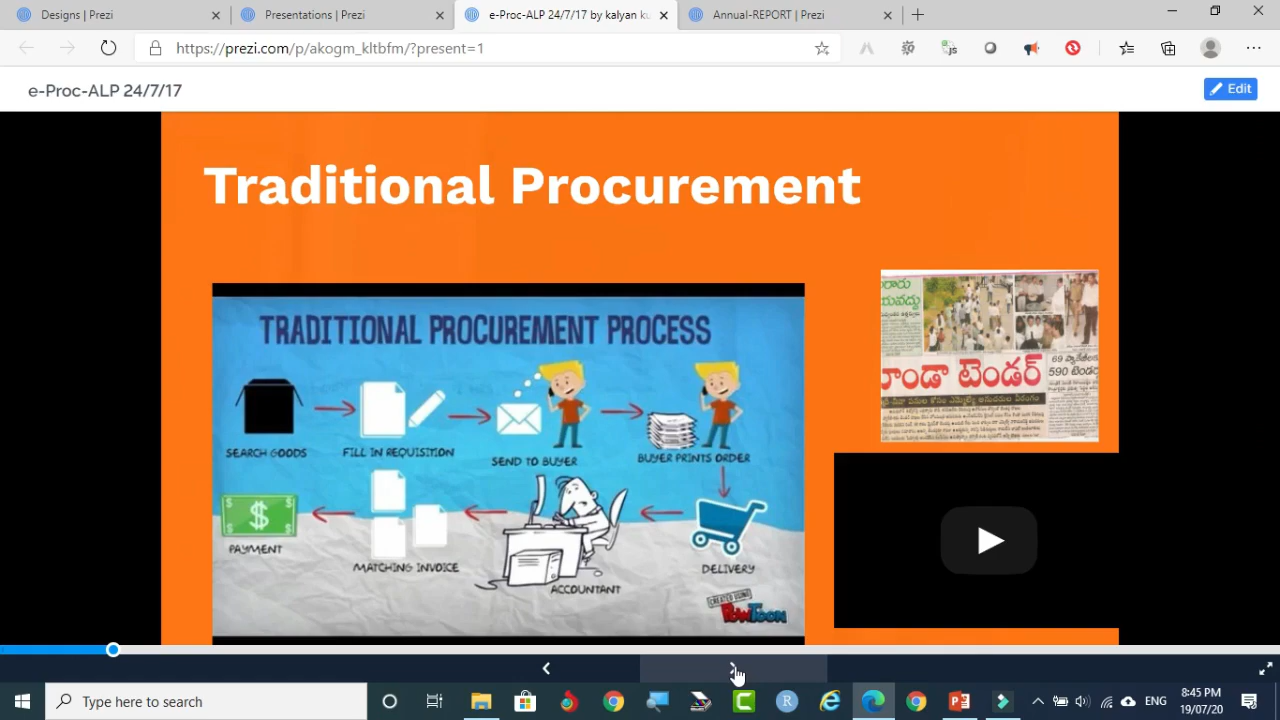 Designs | Prezi
Presentations | Prezi
e-Proc-ALP 24/7/17 by kalyan ku
Annual-REPORT | Prezi
https://prezi.com/p/akogm_kltbfm/?present=1
e-Proc-ALP 24/7/17
Edit
Traditional Procurement
TRADITIONAL PROCUREMENT PROCESS
SEARCH GOODS
FILL IN REQUISITION
SEND TO BUYER
BUYER PRINTS ORDER
PAYMENT
MATCHING INVOICE
ACCOUNTANT
DELIVERY
CREATED USING
POWTOON
టెండర్
590
Type here to search
ENG
8:45 PM
19/07/20